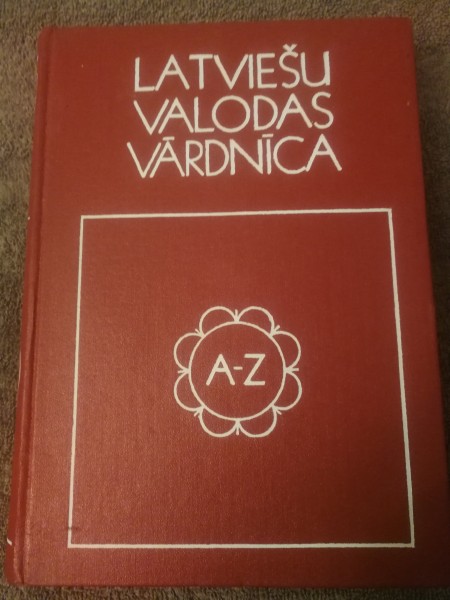 LATVIEŠU
VALODAS
VĀRDNĪCA
A-Z